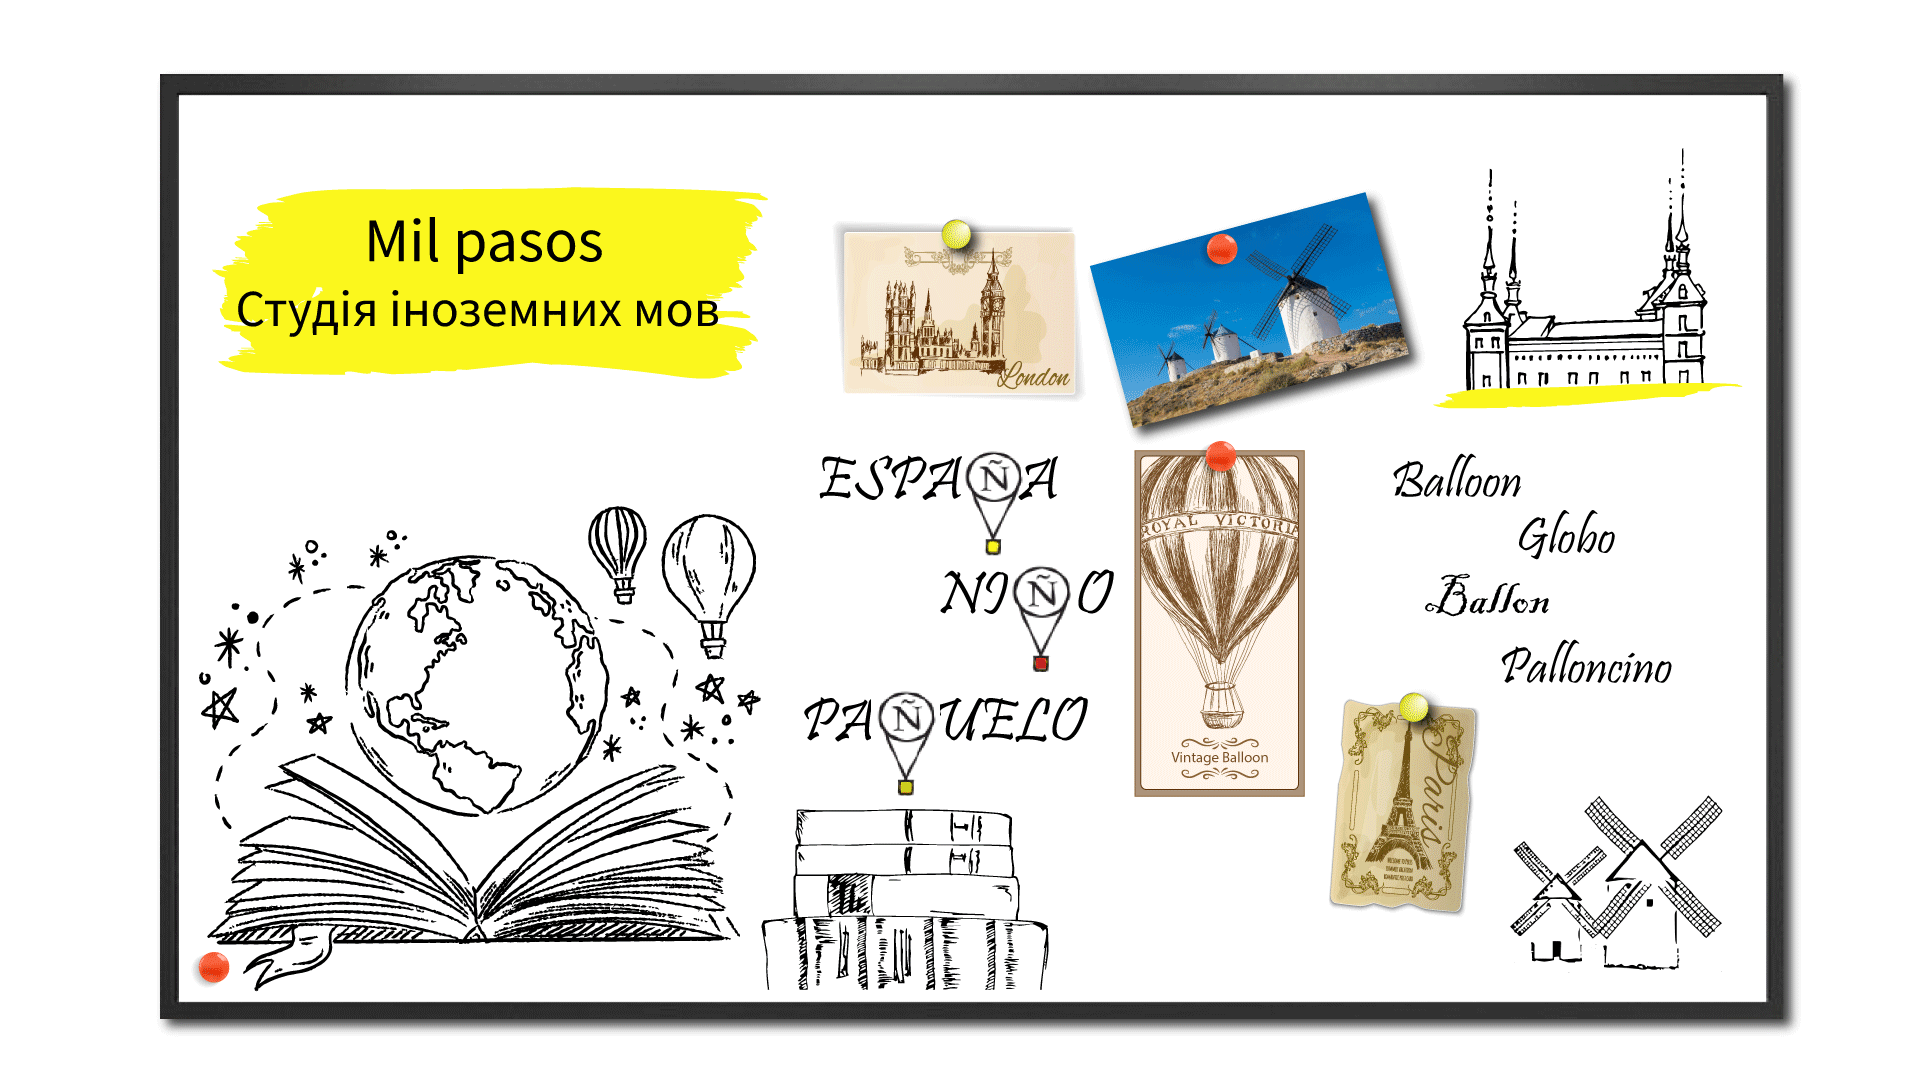 Mil pasos
Студія іноземних мов
London
ESPAÑA
NIÑO
PAÑUELO
ROYAL VICTORIA
Vintage Balloon
Balloon
Globo
Ballon
Palloncino
Paris